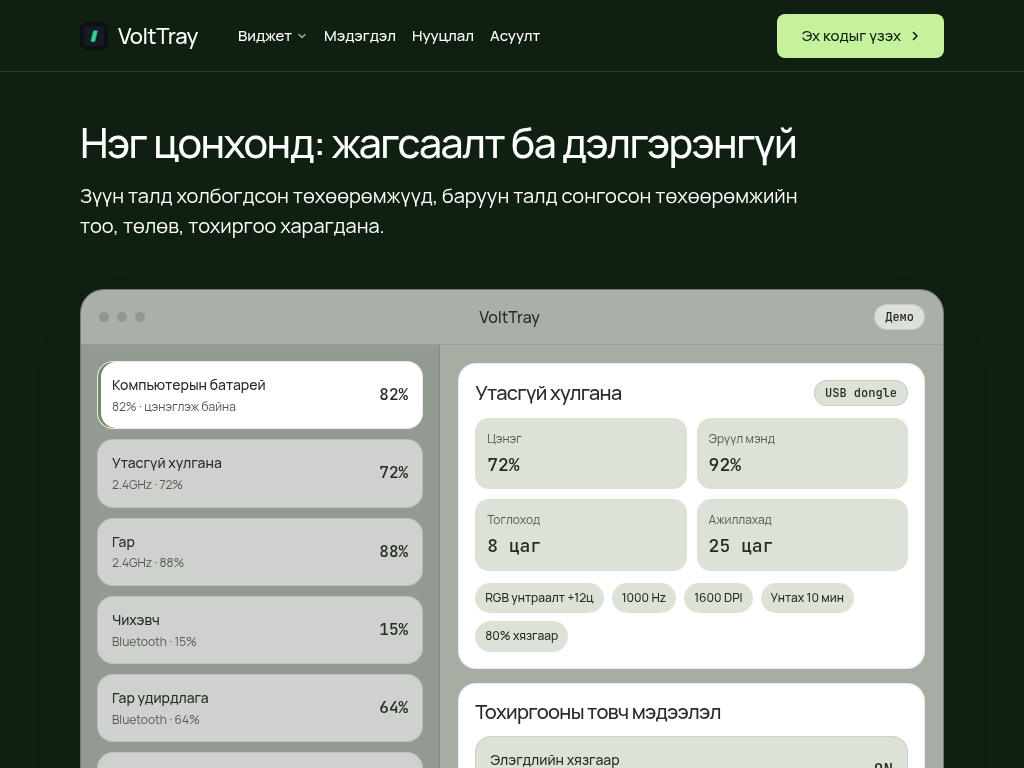 VoltTray
Виджет
Мэдэгдэл
Нууцлал
Асуулт
Эх кодыг үзэх
Нэг цонхонд: жагсаалт ба дэлгэрэнгүй
Зүүн талд холбогдсон төхөөрөмжүүд, баруун талд сонгосон төхөөрөмжийн
тоо, төлөв, тохиргоо харагдана.
VoltTray
Демо
Компьютерын батарей
82% · цэнэглэж байна
82%
Утасгүй хулгана
2.4GHz · 72%
72%
Гар
2.4GHz · 88%
88%
Чихэвч
Bluetooth · 15%
15%
Гар удирдлага
Bluetooth · 64%
64%
Утасгүй хулгана
USB dongle
Цэнэг
72%
Эрүүл мэнд
92%
Тоглоход
8 цаг
Ажиллахад
25 цаг
RGB унтраалт +12ц
1000 Hz
1600 DPI
Унтах 10 мин
80% хязгаар
Тохиргооны товч мэдээлэл
Элэгдлийн хязгаар
ON